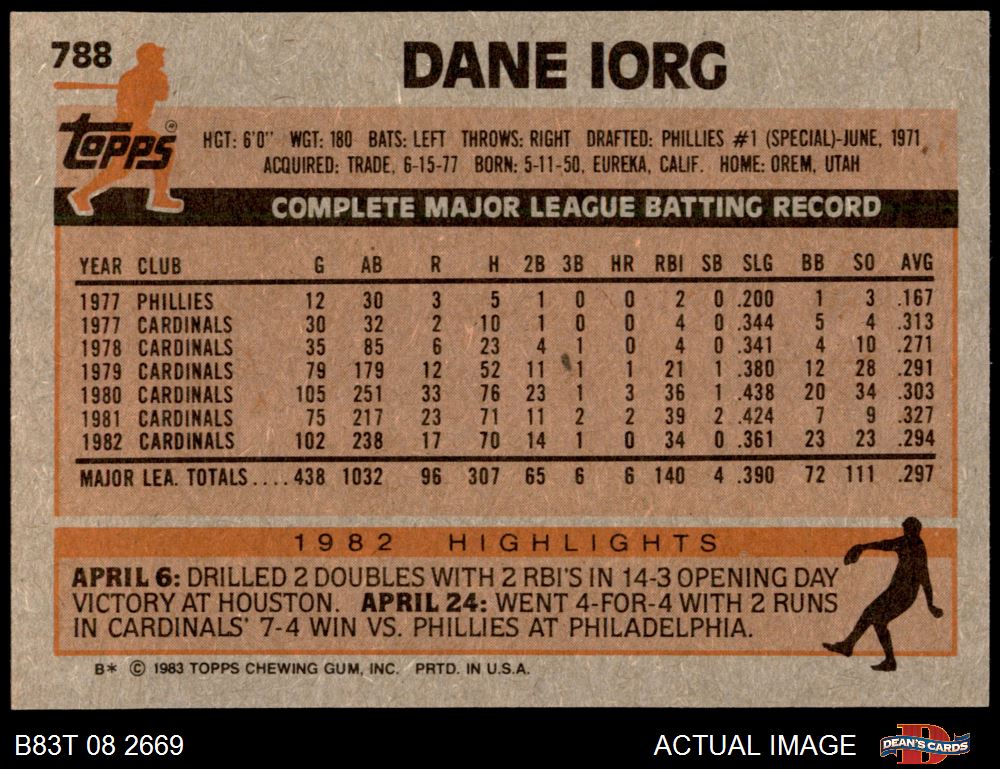 788
DANE IORG
Topps®
HGT: 6'0" WGT: 180 BATS: LEFT THROWS: RIGHT DRAFTED: PHILLIES #1 (SPECIAL)-JUNE, 1971
ACQUIRED: TRADE, 6-15-77 BORN: 5-11-50, EUREKA, CALIF. HOME: OREM, UTAH
COMPLETE MAJOR LEAGUE BATTING RECORD
YEAR CLUB G AB R H 2B 3B HR RBI SB SLG BB SO AVG
1977 PHILLIES 12 30 3 5 1 0 0 2 0 .200 1 3 .167
1977 CARDINALS 30 32 2 10 1 0 0 4 0 .344 5 4 .313
1978 CARDINALS 35 85 6 23 4 1 0 4 0 .341 4 10 .271
1979 CARDINALS 79 179 12 52 11 1 1 21 1 .380 12 28 .291
1980 CARDINALS 105 251 33 76 23 1 3 36 1 .438 20 34 .303
1981 CARDINALS 75 217 23 71 11 2 2 39 2 .424 7 9 .327
1982 CARDINALS 102 238 17 70 14 1 0 34 0 .361 23 23 .294
MAJOR LEA. TOTALS....438 1032 96 307 65 6 6 140 4 .390 72 111 .297
1982 HIGHLIGHTS
APRIL 6: DRILLED 2 DOUBLES WITH 2 RBI'S IN 14-3 OPENING DAY
VICTORY AT HOUSTON. APRIL 24: WENT 4-FOR-4 WITH 2 RUNS
IN CARDINALS' 7-4 WIN VS. PHILLIES AT PHILADELPHIA.
B* © 1983 TOPPS CHEWING GUM, INC. PRTD. IN U.S.A.
B83T 08 2669
ACTUAL IMAGE
D
DEAN'S CARDS